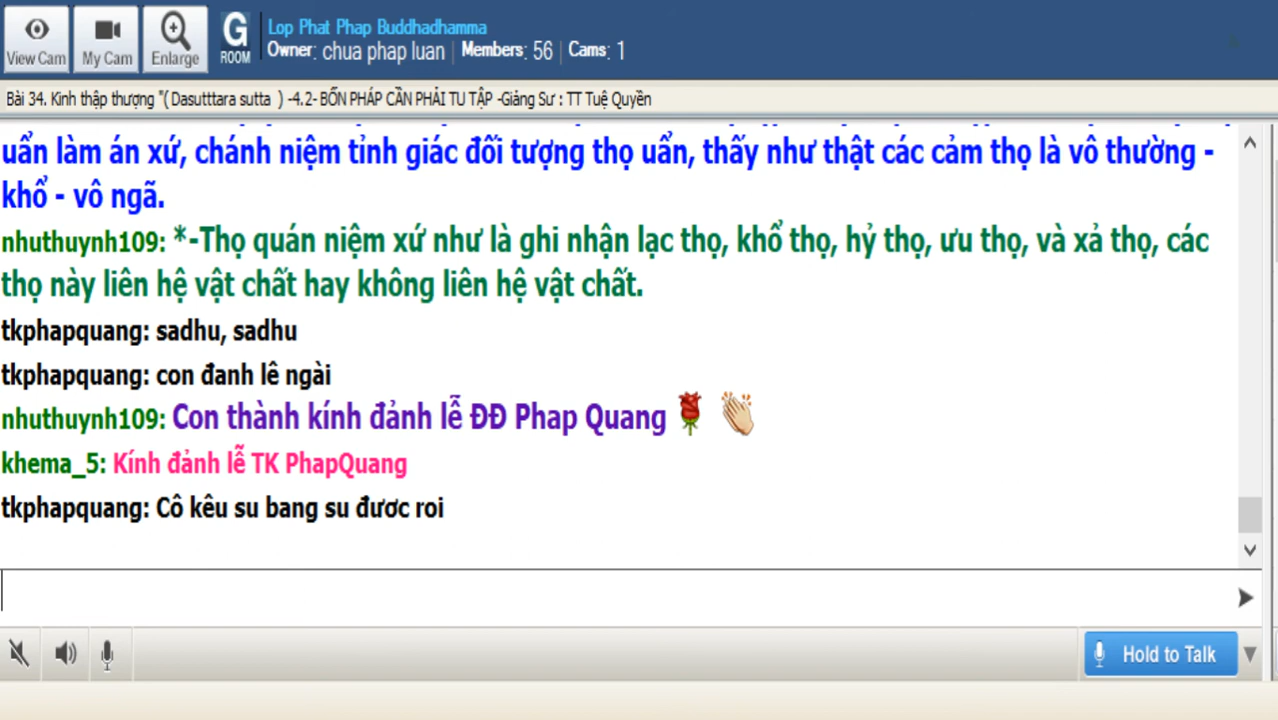 View Cam
My Cam
Enlarge
G
ROOM
Lop Phat Phap Buddhadhamma
Owner: chua phap luan | Members: 56 | Cams: 1
Bài 34. Kinh thập thượng "( Dasutttara sutta ) -4.2- BỐN PHÁP CẦN PHẢI TU TẬP -Giảng Sư : TT Tuệ Quyền
uẩn làm án xứ, chánh niệm tỉnh giác đối tượng thọ uẩn, thấy như thật các cảm thọ là vô thường -
khổ - vô ngã.
nhuthuynh109: *-Thọ quán niệm xứ như là ghi nhận lạc thọ, khổ thọ, hỷ thọ, ưu thọ, và xả thọ, các
thọ này liên hệ vật chất hay không liên hệ vật chất.
tkphapquang: sadhu, sadhu
tkphapquang: con đanh lê ngài
nhuthuynh109: Con thành kính đảnh lễ ĐĐ Phap Quang
khema_5: Kính đảnh lễ TK PhapQuang
tkphapquang: Cô kêu su bang su đươc roi
Hold to Talk